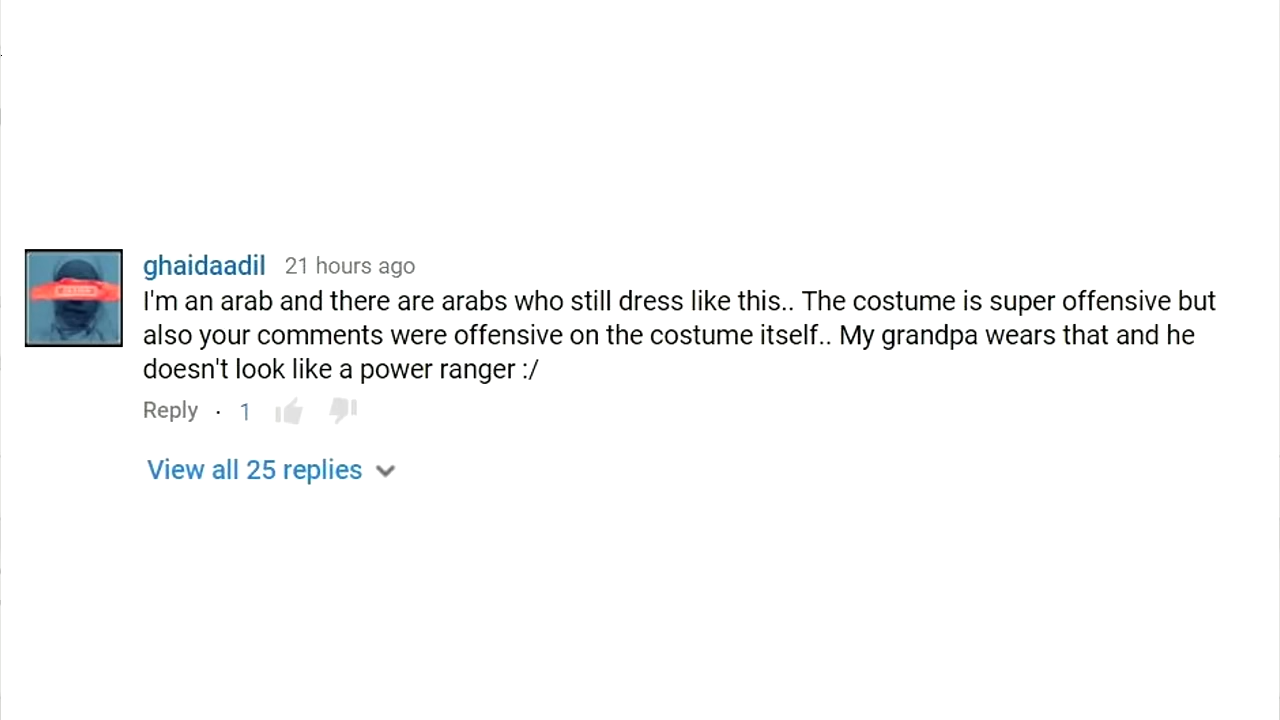 ghaidaadil 21 hours ago
I'm an arab and there are arabs who still dress like this.. The costume is super offensive but
also your comments were offensive on the costume itself.. My grandpa wears that and he
doesn't look like a power ranger :/
Reply · 1
View all 25 replies